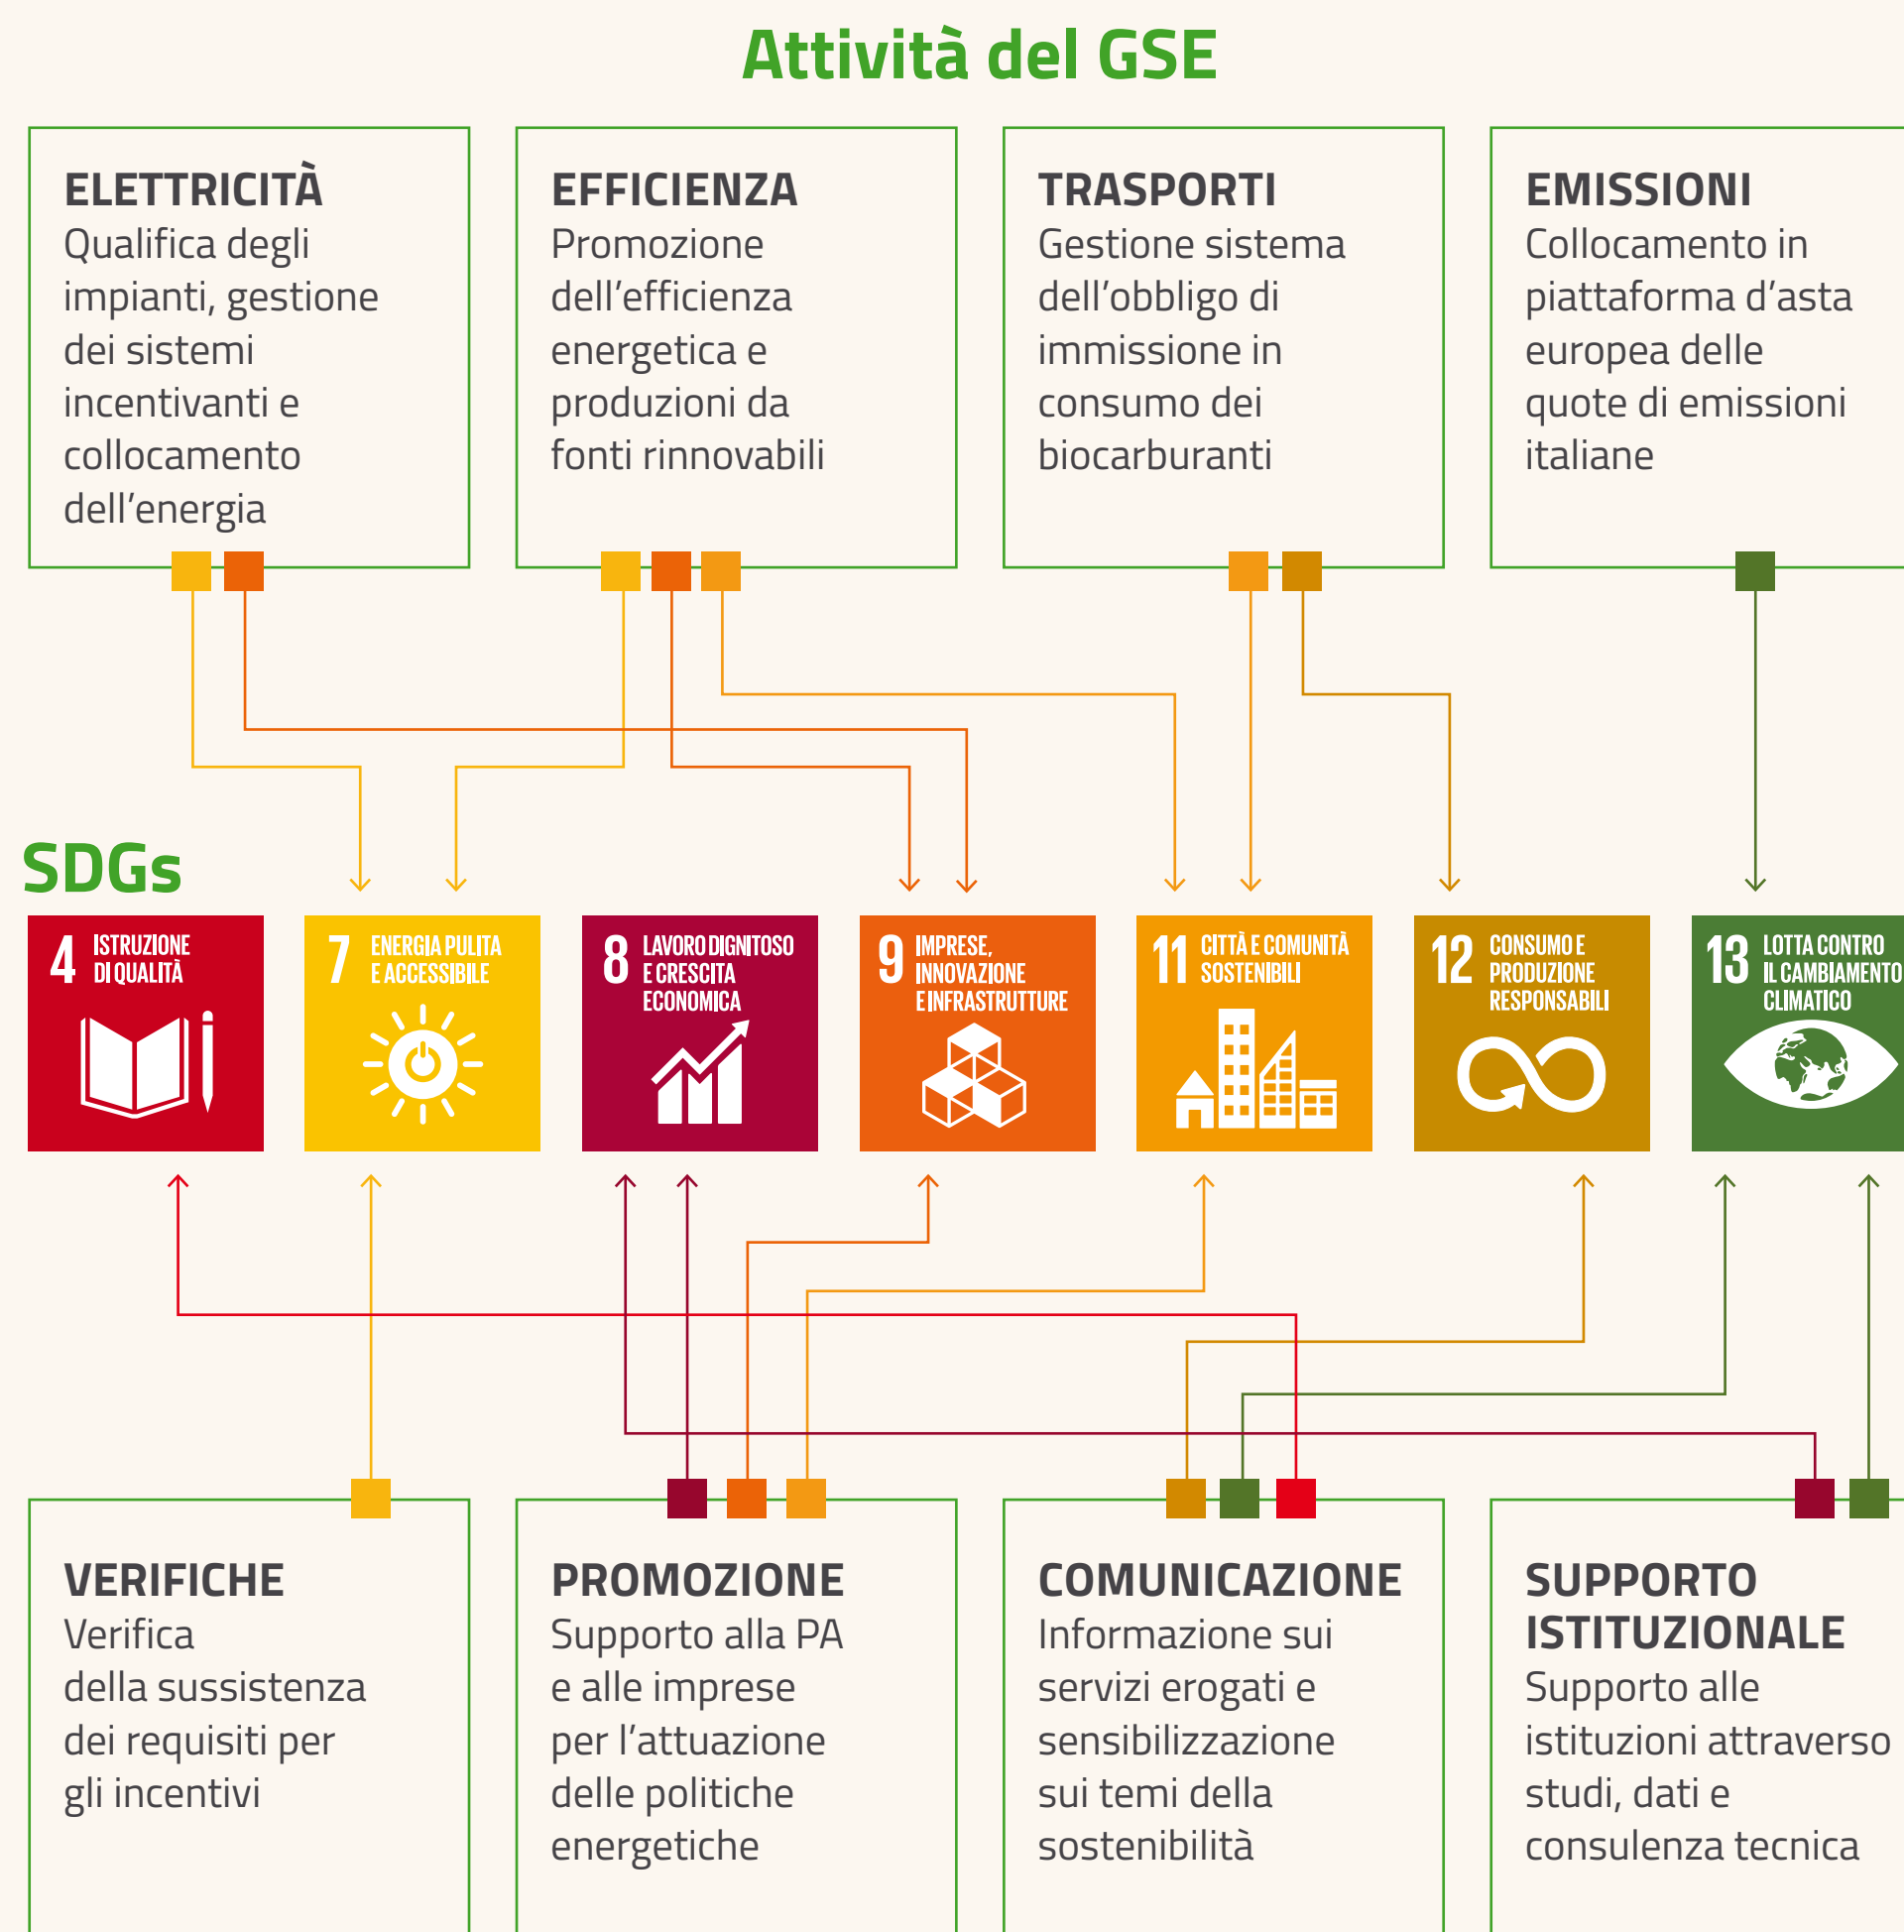 Attività del GSE
ELETTRICITÀ
Qualifica degli
impianti, gestione
dei sistemi
incentivanti e
collocamento
dell’energia
EFFICIENZA
Promozione
dell’efficienza
energetica e
produzioni da
fonti rinnovabili
TRASPORTI
Gestione sistema
dell’obbligo di
immissione in
consumo dei
biocarburanti
EMISSIONI
Collocamento in
piattaforma d’asta
europea delle
quote di emissioni
italiane
SDGs
4 ISTRUZIONE
DI QUALITÀ
7 ENERGIA PULITA
E ACCESSIBILE
8 LAVORO DIGNITOSO
E CRESCITA
ECONOMICA
9 IMPRESE,
INNOVAZIONE
E INFRASTRUTTURE
11 CITTÀ E COMUNITÀ
SOSTENIBILI
12 CONSUMO E
PRODUZIONE
RESPONSABILI
13 LOTTA CONTRO
IL CAMBIAMENTO
CLIMATICO
VERIFICHE
Verifica
della sussistenza
dei requisiti per
gli incentivi
PROMOZIONE
Supporto alla PA
e alle imprese
per l’attuazione
delle politiche
energetiche
COMUNICAZIONE
Informazione sui
servizi erogati e
sensibilizzazione
sui temi della
sostenibilità
SUPPORTO
ISTITUZIONALE
Supporto alle
istituzioni attraverso
studi, dati e
consulenza tecnica